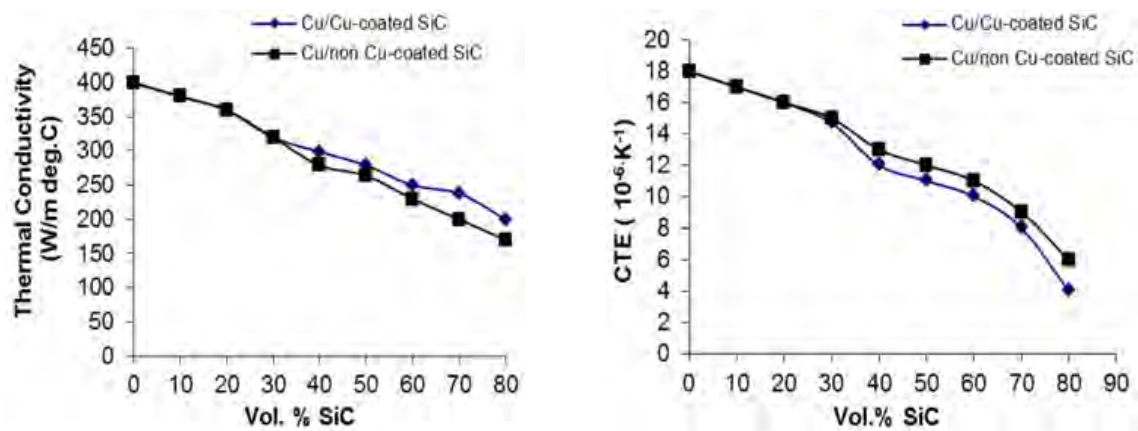 Cu/Cu-coated SiC
Cu/non Cu-coated SiC
Thermal Conductivity
(W/m deg.C)
450
400
350
300
250
200
150
100
50
0
0 10 20 30 40 50 60 70 80
Vol. % SiC
Cu/Cu-coated SiC
Cu/non Cu-coated SiC
CTE ( 10-6.K-1)
20
18
16
14
12
10
8
6
4
2
0
0 10 20 30 40 50 60 70 80 90
Vol.% SiC